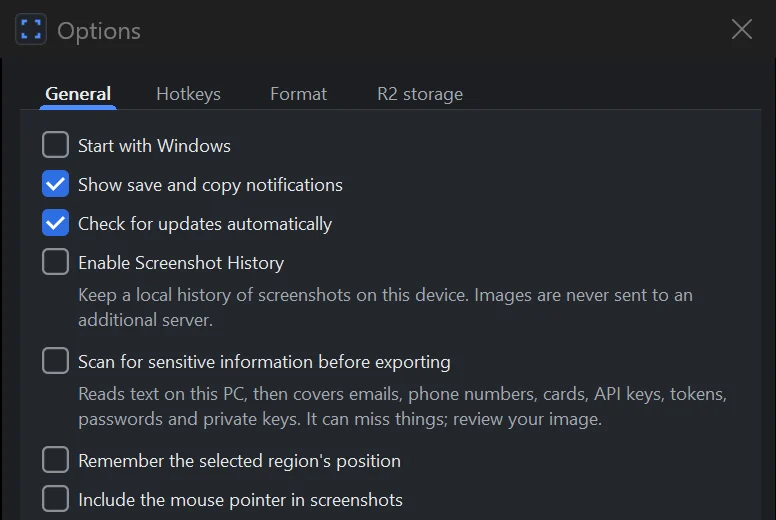 Options
General Hotkeys Format R2 storage
Start with Windows
Show save and copy notifications
Check for updates automatically
Enable Screenshot History
Keep a local history of screenshots on this device. Images are never sent to an
additional server.
Scan for sensitive information before exporting
Reads text on this PC, then covers emails, phone numbers, cards, API keys, tokens,
passwords and private keys. It can miss things; review your image.
Remember the selected region's position
Include the mouse pointer in screenshots